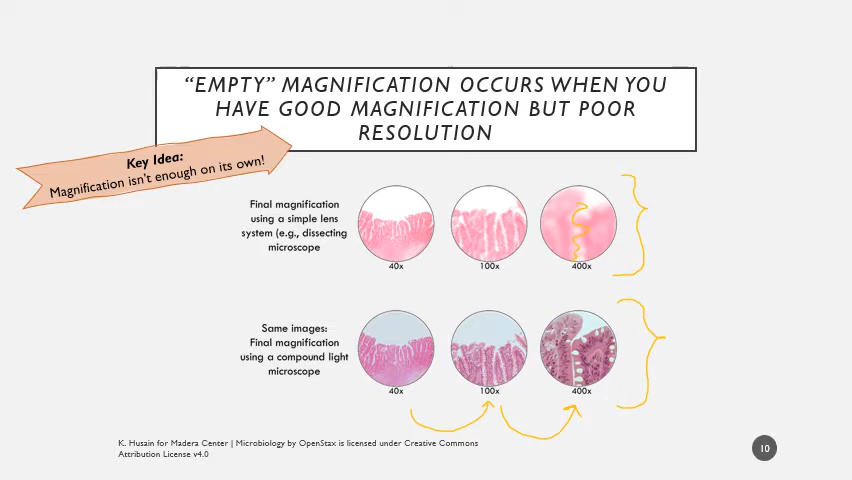 “EMPTY” MAGNIFICATION OCCURS WHEN YOU
HAVE GOOD MAGNIFICATION BUT POOR
RESOLUTION
Key Idea:
Magnification isn’t enough on its own!
Final magnification
using a simple lens
system (e.g., dissecting
microscope
40x
100x
400x
Same images:
Final magnification
using a compound light
microscope
40x
100x
400x
K. Husain for Madera Center | Microbiology by OpenStax is licensed under Creative Commons
Attribution License v4.0
10